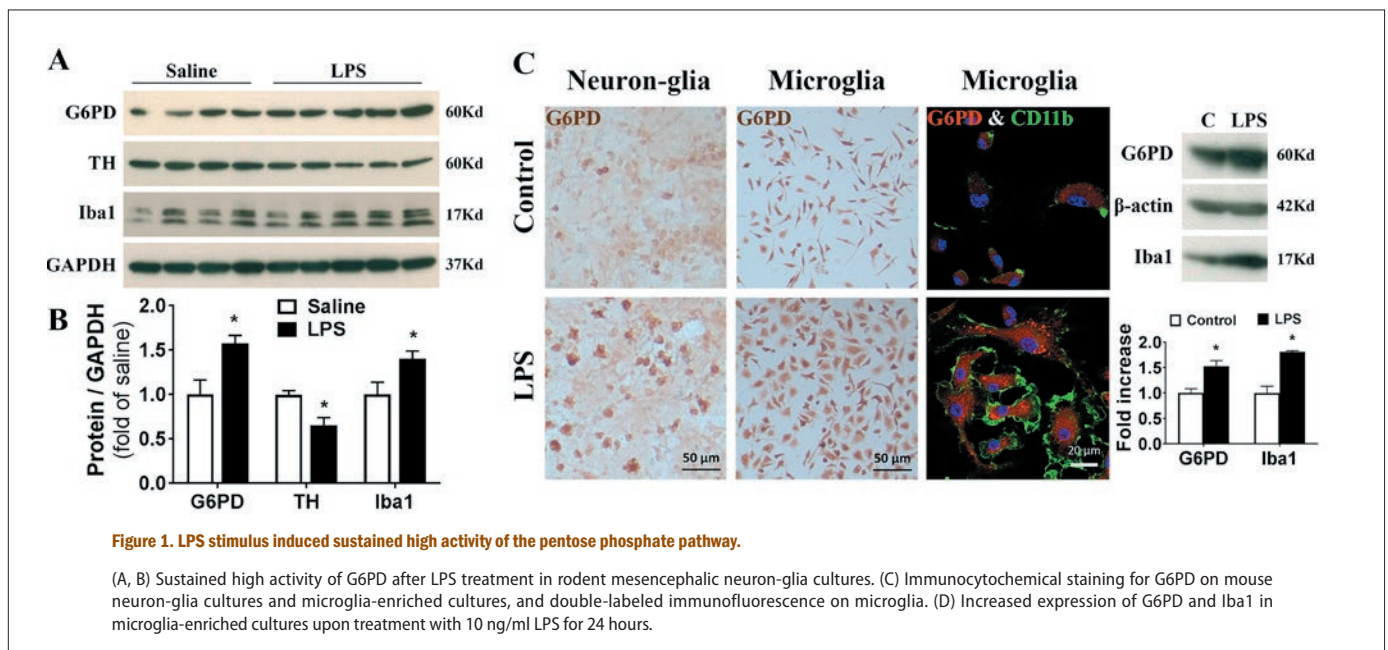 A
Saline LPS
G6PD 60Kd
TH 60Kd
Iba1 17Kd
GAPDH 37Kd
B
Protein / GAPDH
(fold of saline)
2.0
1.5
1.0
0.5
0.0
Saline
LPS
* * *
G6PD TH Iba1
C
Neuron-glia Microglia Microglia
Control
G6PD G6PD G6PD & CD11b
LPS
50 µm 50 µm 20 µm
C LPS
G6PD 60Kd
β-actin 42Kd
Iba1 17Kd
Control LPS
Fold increase
2.0
1.5
1.0
0.5
0.0
* *
G6PD Iba1
Figure 1. LPS stimulus induced sustained high activity of the pentose phosphate pathway.
(A, B) Sustained high activity of G6PD after LPS treatment in rodent mesencephalic neuron-glia cultures. (C) Immunocytochemical staining for G6PD on mouse
neuron-glia cultures and microglia-enriched cultures, and double-labeled immunofluorescence on microglia. (D) Increased expression of G6PD and Iba1 in
microglia-enriched cultures upon treatment with 10 ng/ml LPS for 24 hours.